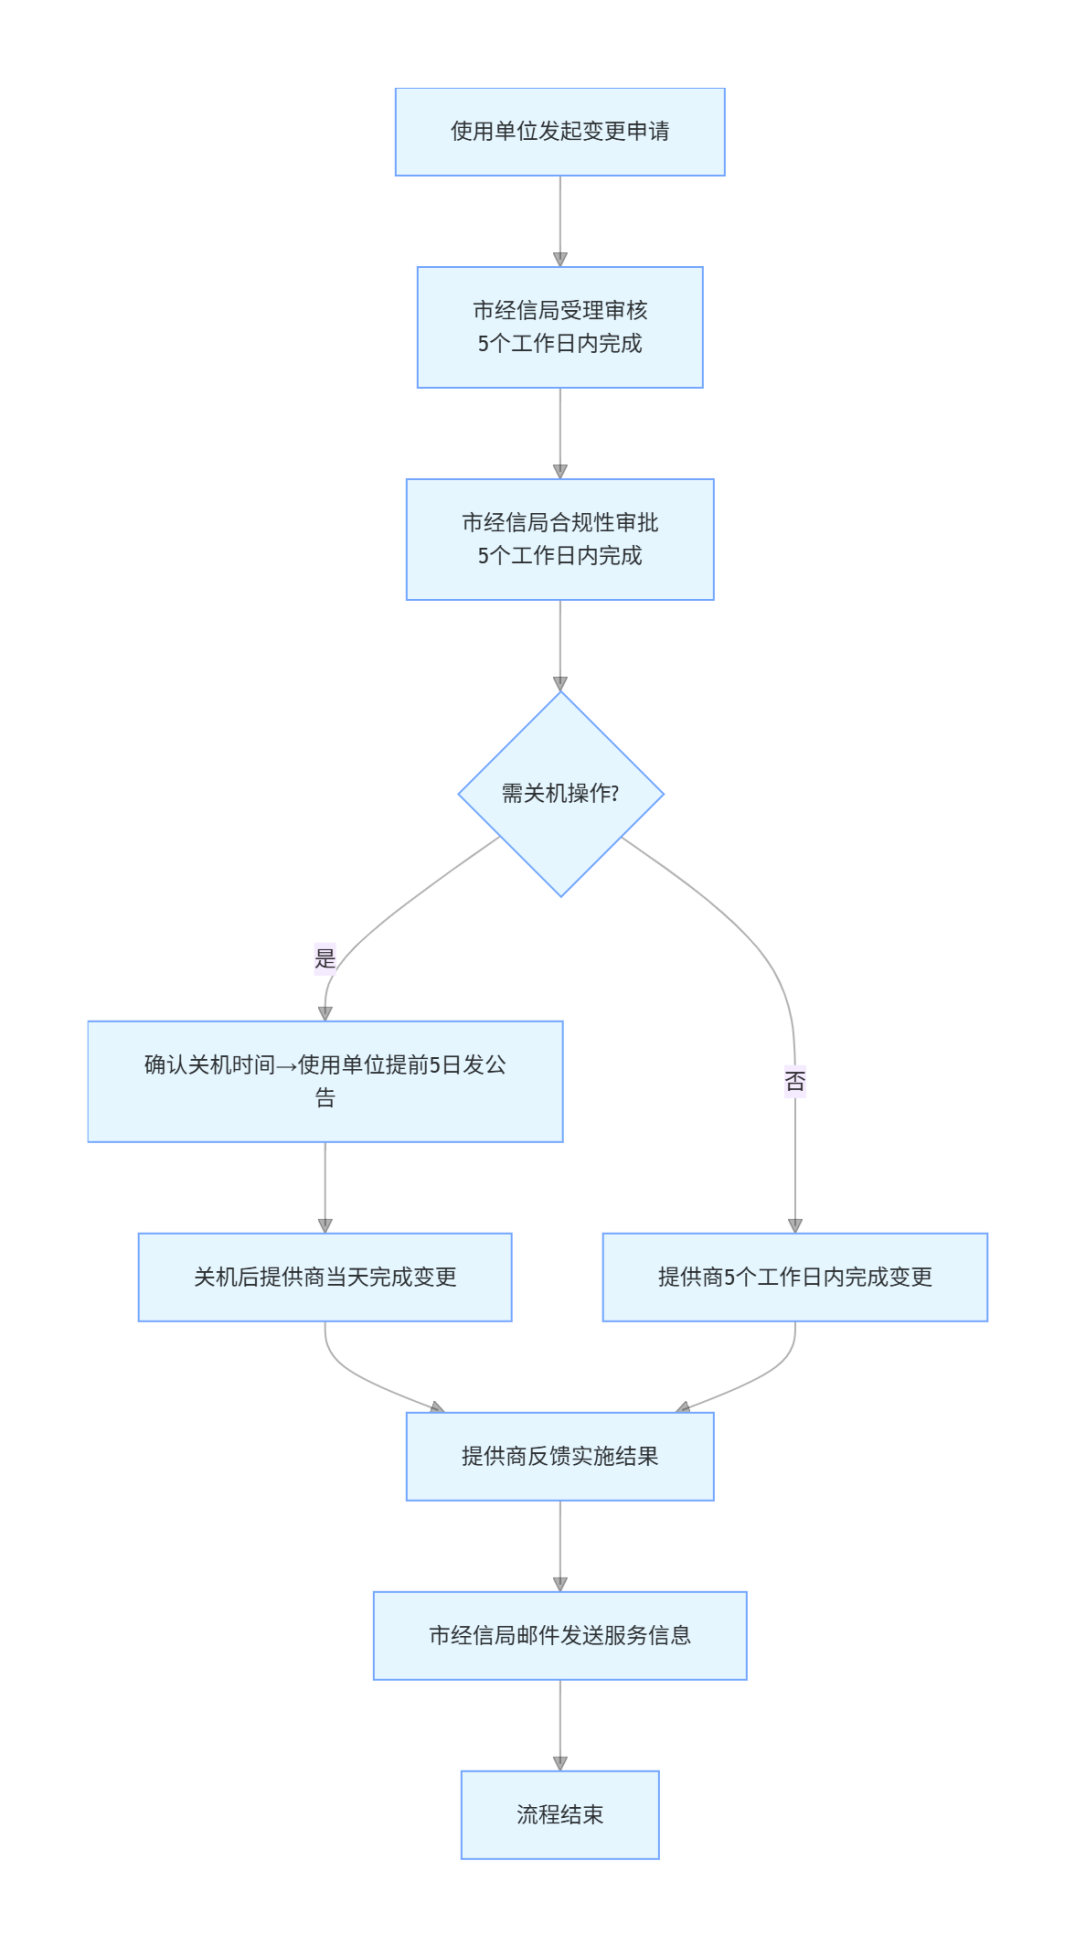 使用单位发起变更申请
市经信局受理审核
5个工作日内完成
市经信局合规性审批
5个工作日内完成
需关机操作?
是
否
确认关机时间→使用单位提前5日发公
告
关机后提供商当天完成变更
提供商5个工作日内完成变更
提供商反馈实施结果
市经信局邮件发送服务信息
流程结束